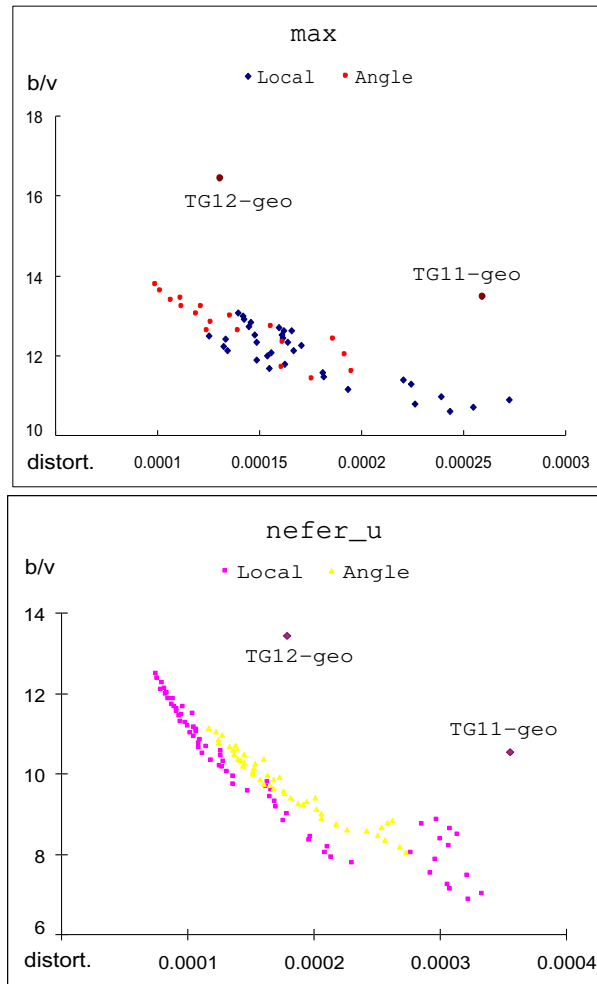 max
b/v
Local Angle
18
16
TG12-geo
TG11-geo
14
12
10
distort. 0.0001 0.00015 0.0002 0.00025 0.0003
nefer_u
b/v
Local Angle
14
TG12-geo
12
TG11-geo
10
8
6
distort. 0.0001 0.0002 0.0003 0.0004